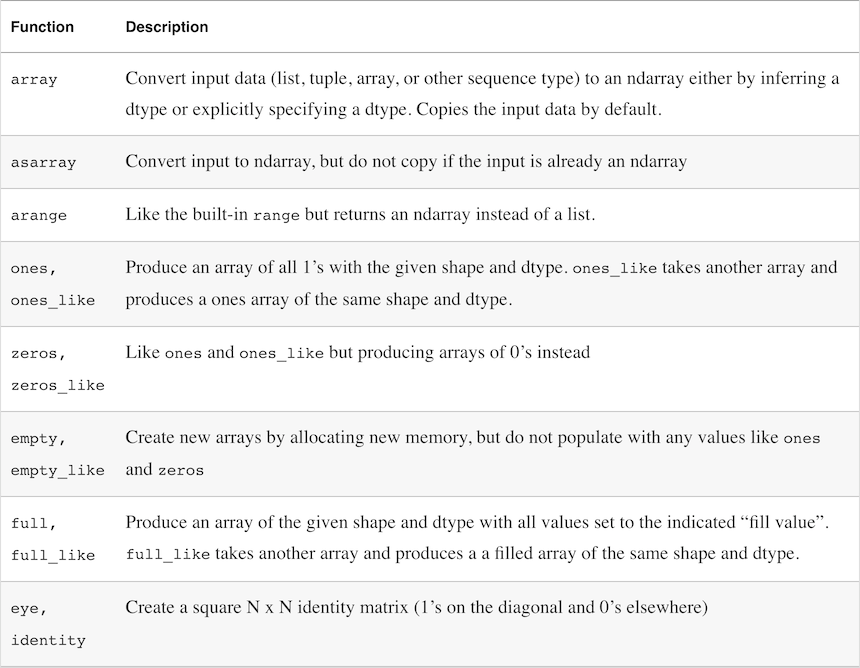 Function Description
array Convert input data (list, tuple, array, or other sequence type) to an ndarray either by inferring a
dtype or explicitly specifying a dtype. Copies the input data by default.
asarray Convert input to ndarray, but do not copy if the input is already an ndarray
arange Like the built-in range but returns an ndarray instead of a list.
ones, Produce an array of all 1’s with the given shape and dtype. ones_like takes another array and
ones_like produces a ones array of the same shape and dtype.
zeros, Like ones and ones_like but producing arrays of 0’s instead
zeros_like
empty, Create new arrays by allocating new memory, but do not populate with any values like ones
empty_like and zeros
full, Produce an array of the given shape and dtype with all values set to the indicated “fill value”.
full_like full_like takes another array and produces a a filled array of the same shape and dtype.
eye, Create a square N x N identity matrix (1’s on the diagonal and 0’s elsewhere)
identity